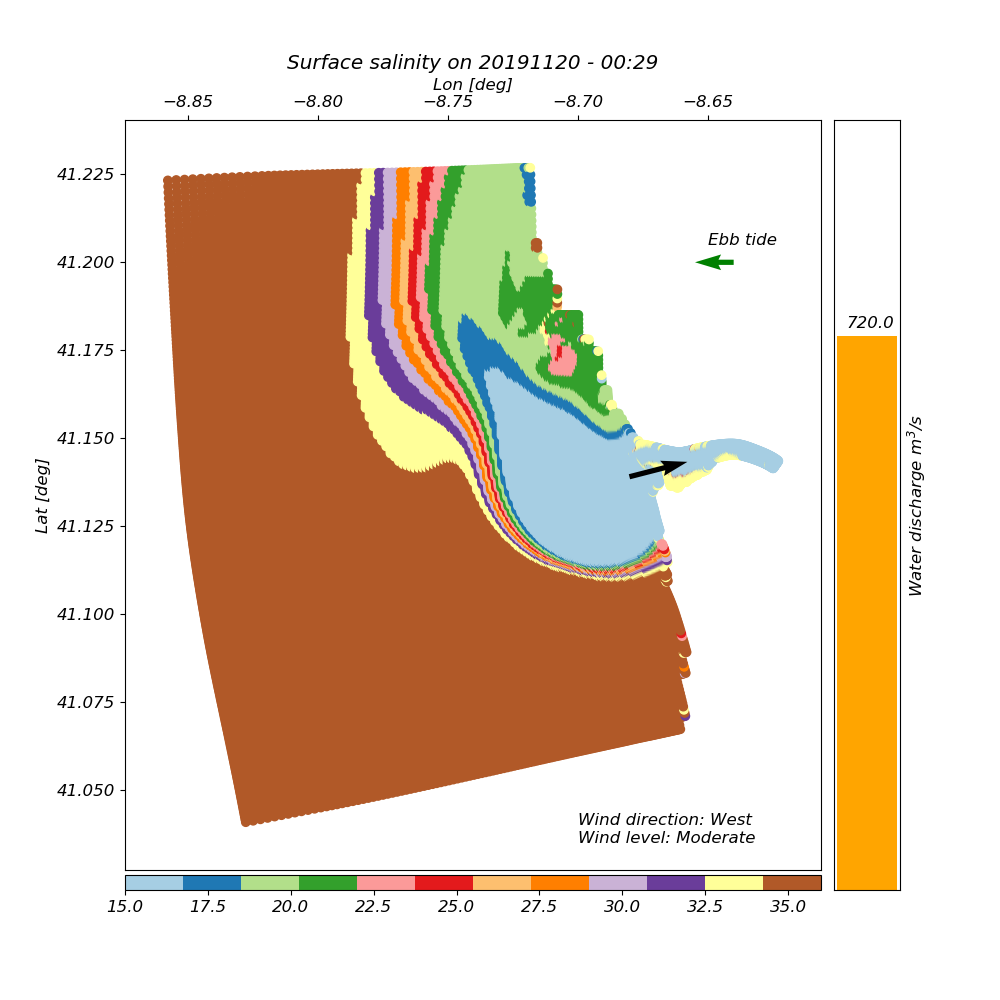 Surface salinity on 20191120 - 00:29
Lon [deg]
−8.85 −8.80 −8.75 −8.70 −8.65
41.225
41.200
41.175
41.150
41.125
41.100
41.075
41.050
Lat [deg]
Ebb tide
720.0
Water discharge m³/s
Wind direction: West
Wind level: Moderate
15.0 17.5 20.0 22.5 25.0 27.5 30.0 32.5 35.0